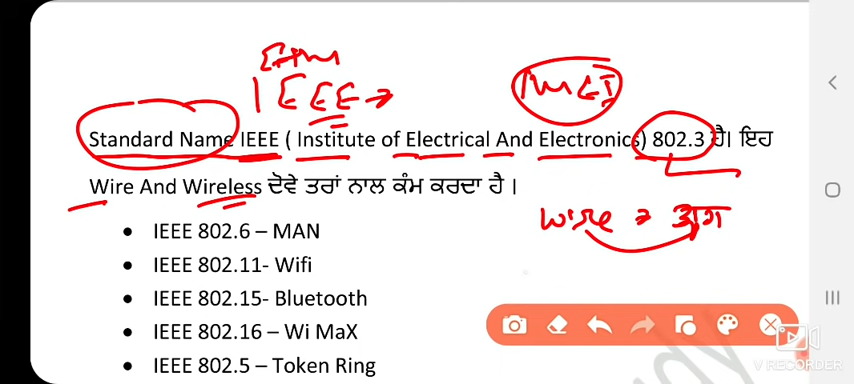 IEEE
Standard Name IEEE ( Institute of Electrical And Electronics) 802.3 ਹੈ। ਇਹ
Wire And Wireless ਦੋਵੇ ਤਰਾਂ ਨਾਲ ਕੰਮ ਕਰਦਾ ਹੈ ।
wire
• IEEE 802.6 – MAN
• IEEE 802.11- Wifi
• IEEE 802.15- Bluetooth
• IEEE 802.16 – Wi MaX
• IEEE 802.5 – Token Ring
V RECORDER